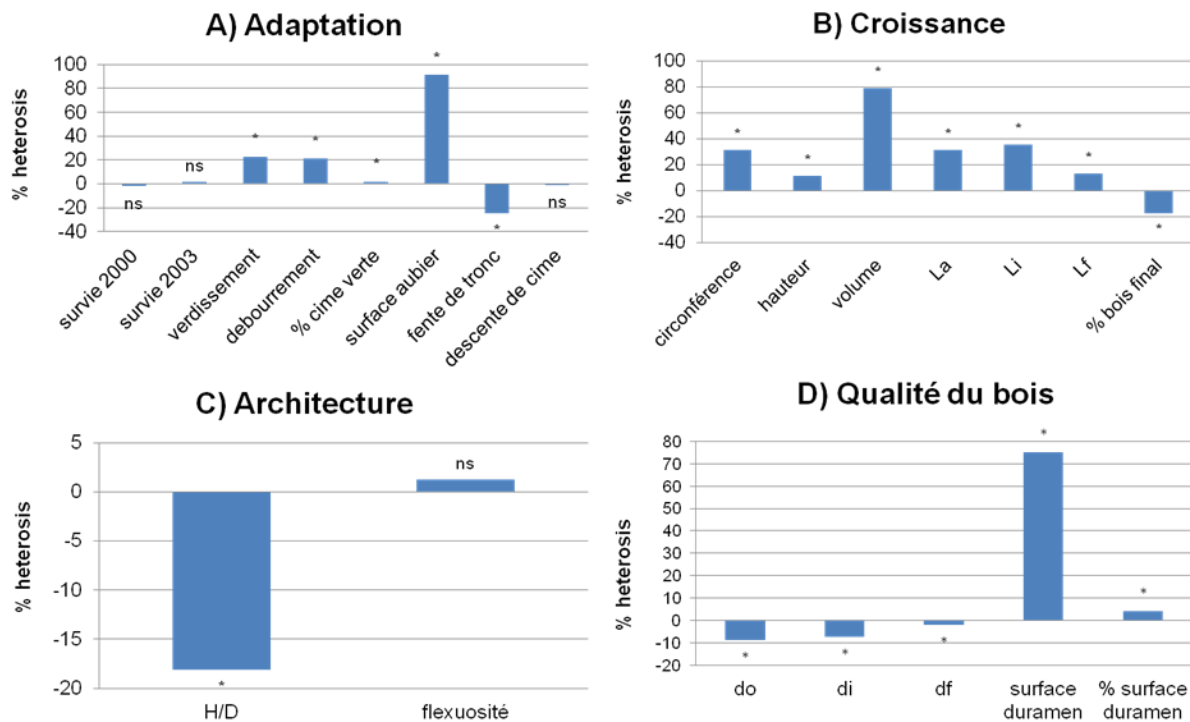 A) Adaptation
% heterosis
100
80
60
40
20
0
-20
-40
ns
ns
*
*
*
*
*
ns
survie 2000
survie 2003
verdissement
debourrement
% cime verte
surface aubier
fente de tronc
descente de cime
B) Croissance
% heterosis
100
80
60
40
20
0
-20
-40
*
*
*
*
*
*
*
circonférence
hauteur
volume
La
Li
Lf
% bois final
C) Architecture
% heterosis
5
0
-5
-10
-15
-20
*
ns
H/D
flexuosité
D) Qualité du bois
% heterosis
80
70
60
50
40
30
20
10
0
-10
-20
*
*
*
*
*
do
di
df
surface
duramen
% surface
duramen